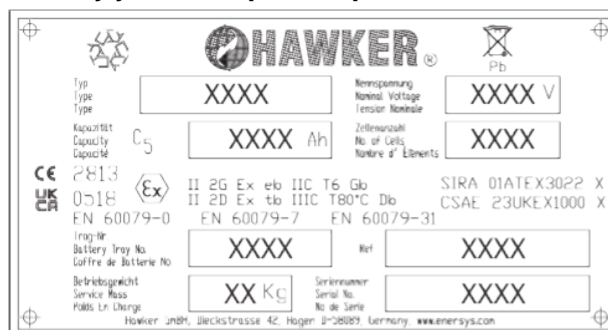 HAWKER®
Pb
Typ
Type
Type
XXXX
Nennspannung
Nominal Voltage
Tension Nominale
XXXX V
Kapazität
Capacity
Capacité
C5
XXXX Ah
Zellenanzahl
No. of Cells
Nombre d' Élements
XXXX
CE 2813
UKCA 0518
Ex
II 2G Ex eb IIC T6 Gb
II 2D Ex tb IIIC T80°C Db
SIRA 01ATEX3022 X
CSAE 23UKEX1000 X
EN 60079-0 EN 60079-7 EN 60079-31
Trog-Nr
Battery Tray No.
Coffre de Batterie No
XXXX
Ref
XXXX
Betriebsgewicht
Service Mass
Poids En Charge
XX Kg
Seriennummer
Serial No.
No de Serie
XXXX
Hawker GmbH, Dieckstrasse 42, Hagen D-58089, Germany. www.enersys.com